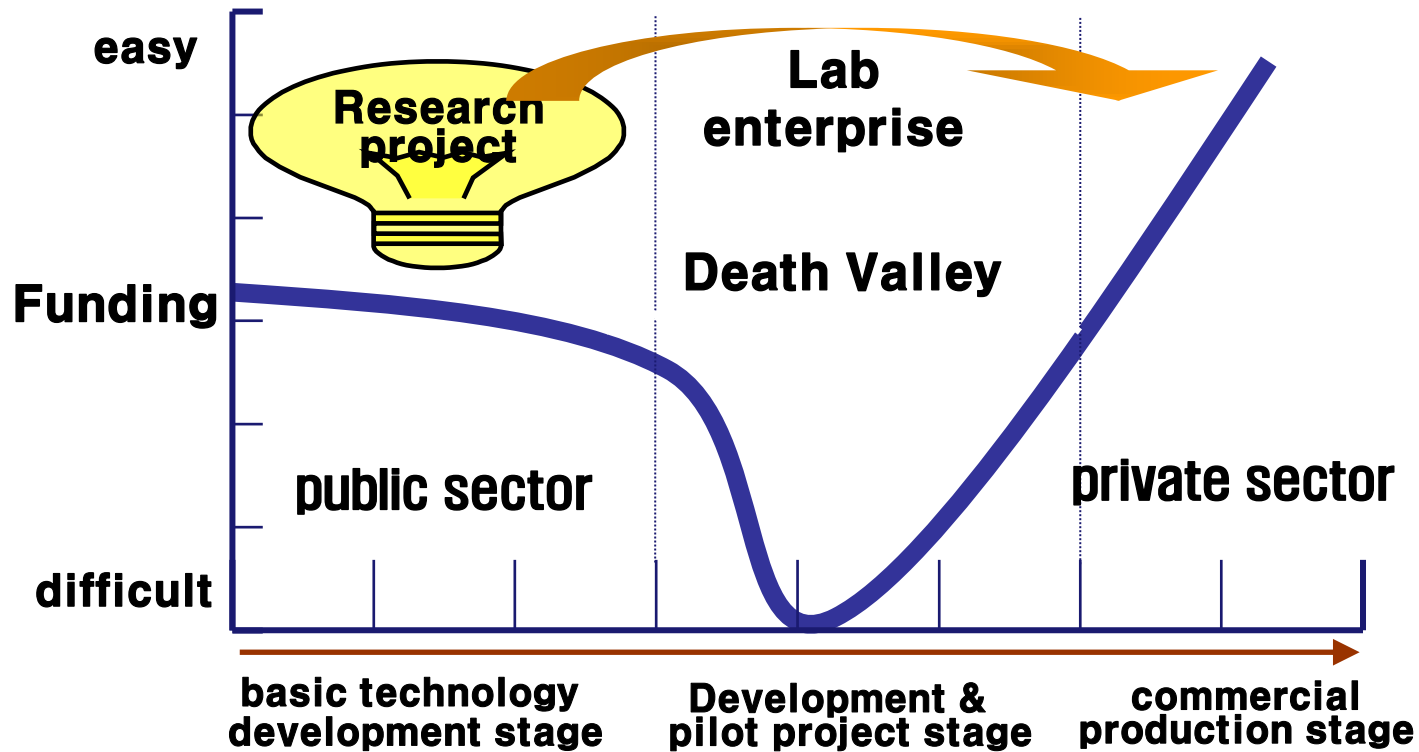 easy
Research
project
Lab
enterprise
Death Valley
Funding
public sector
private sector
difficult
basic technology
development stage
Development &
pilot project stage
commercial
production stage